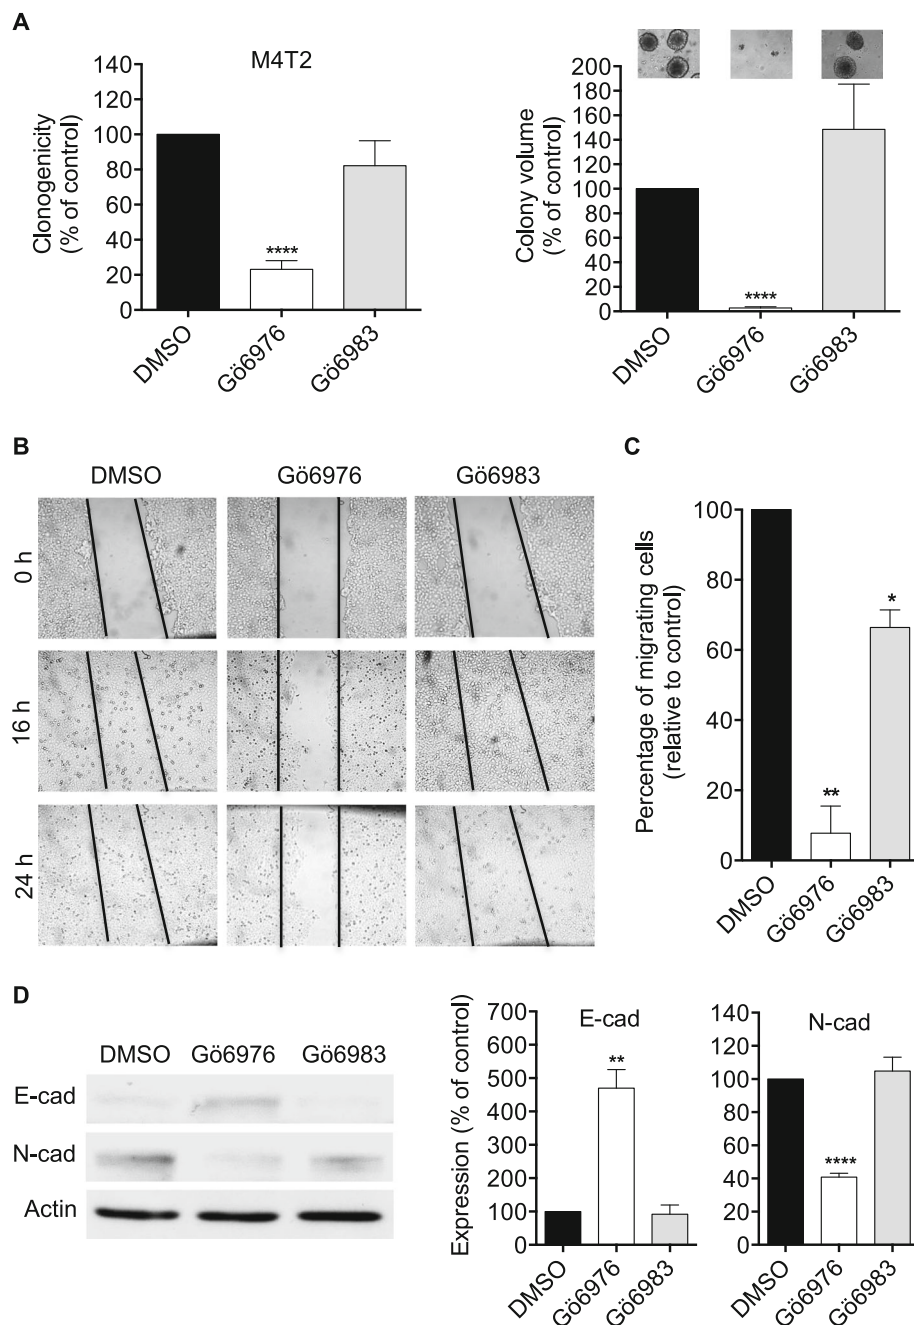 A
M4T2
Clonogenicity
(% of control)
140
120
100
80
60
40
20
0
****
DMSO
Gö6976
Gö6983
Colony volume
(% of control)
200
180
160
140
120
100
80
60
40
20
0
****
DMSO
Gö6976
Gö6983
B
DMSO
Gö6976
Gö6983
0 h
16 h
24 h
C
Percentage of migrating cells
(relative to control)
100
80
60
40
20
0
**
*
DMSO
Gö6976
Gö6983
D
DMSO
Gö6976
Gö6983
E-cad
N-cad
Actin
Expression (% of control)
E-cad
700
600
500
400
300
200
100
0
**
DMSO
Gö6976
Gö6983
N-cad
140
120
100
80
60
40
20
0
****
DMSO
Gö6976
Gö6983